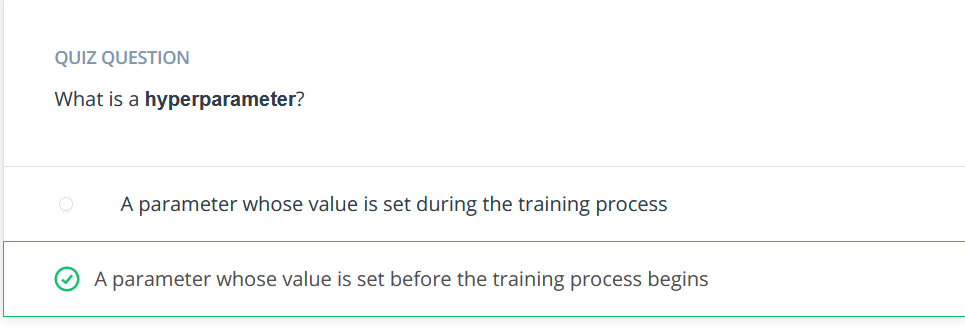 QUIZ QUESTION
What is a hyperparameter?
A parameter whose value is set during the training process
A parameter whose value is set before the training process begins